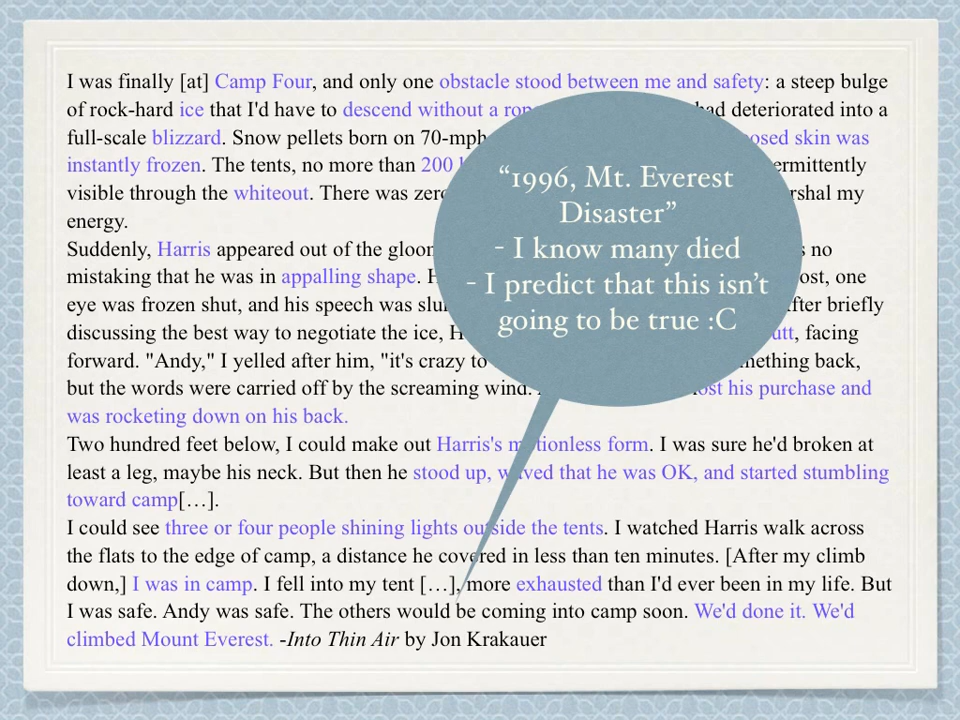 I was finally [at] Camp Four, and only one obstacle stood between me and safety: a steep bulge
of rock-hard ice that I'd have to descend without a rop had deteriorated into a
full-scale blizzard. Snow pellets born on 70-mph posed skin was
instantly frozen. The tents, no more than 200 ermittently
visible through the whiteout. There was zero rshal my
energy.
Suddenly, Harris appeared out of the gloom s no
mistaking that he was in appalling shape. H ost, one
eye was frozen shut, and his speech was slur fter briefly
discussing the best way to negotiate the ice, H utt, facing
forward. "Andy," I yelled after him, "it's crazy to mething back,
but the words were carried off by the screaming wind. ost his purchase and
was rocketing down on his back.
Two hundred feet below, I could make out Harris's motionless form. I was sure he'd broken at
least a leg, maybe his neck. But then he stood up, waved that he was OK, and started stumbling
toward camp[…].
I could see three or four people shining lights outside the tents. I watched Harris walk across
the flats to the edge of camp, a distance he covered in less than ten minutes. [After my climb
down,] I was in camp. I fell into my tent […], more exhausted than I'd ever been in my life. But
I was safe. Andy was safe. The others would be coming into camp soon. We'd done it. We'd
climbed Mount Everest. -Into Thin Air by Jon Krakauer
“1996, Mt. Everest
Disaster”
- I know many died
- I predict that this isn’t
going to be true :C